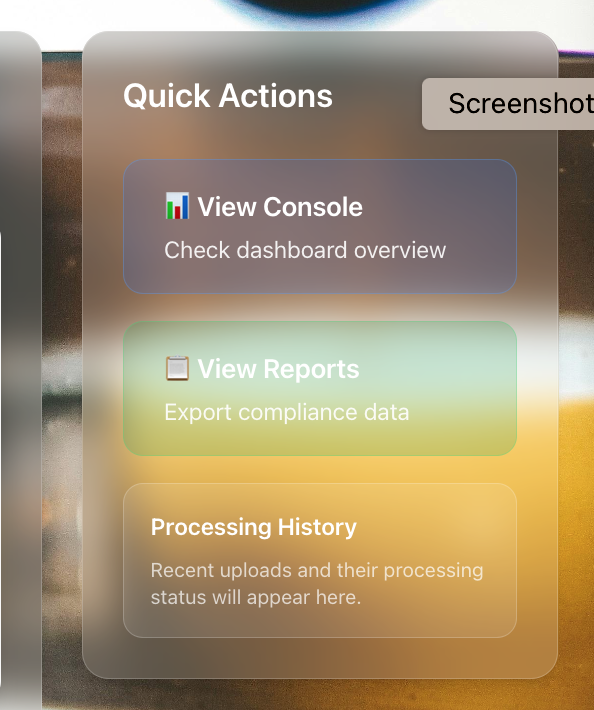 Quick Actions
Screenshot
📊 View Console
Check dashboard overview
📋 View Reports
Export compliance data
Processing History
Recent uploads and their processing
status will appear here.